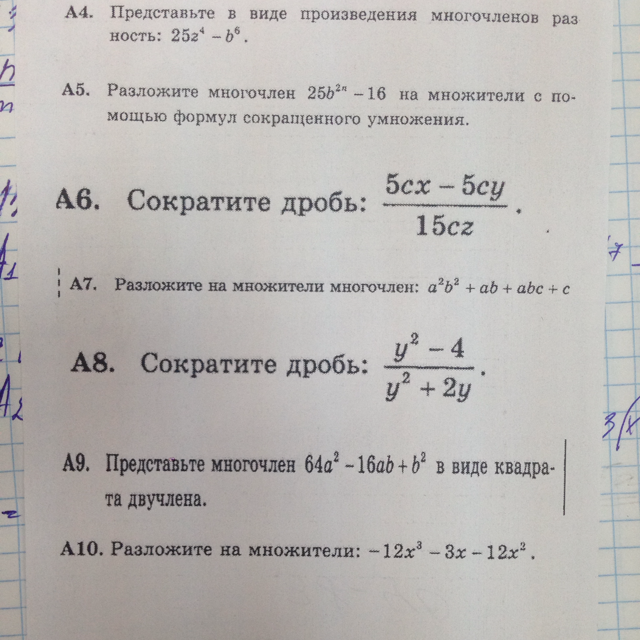 А4. Представьте в виде произведения многочленов раз
ность: 25z⁴ – b⁶.
А5. Разложите многочлен 25b²ⁿ – 16 на множители с по-
мощью формул сокращенного умножения.
А6. Сократите дробь: (5cx – 5cy)/(15cz).
А7. Разложите на множители многочлен: a²b² + ab + abc + c
А8. Сократите дробь: (y² – 4)/(y² + 2y).
А9. Представьте многочлен 64a² – 16ab + b² в виде квадра-
та двучлена.
А10. Разложите на множители: –12x³ – 3x – 12x².